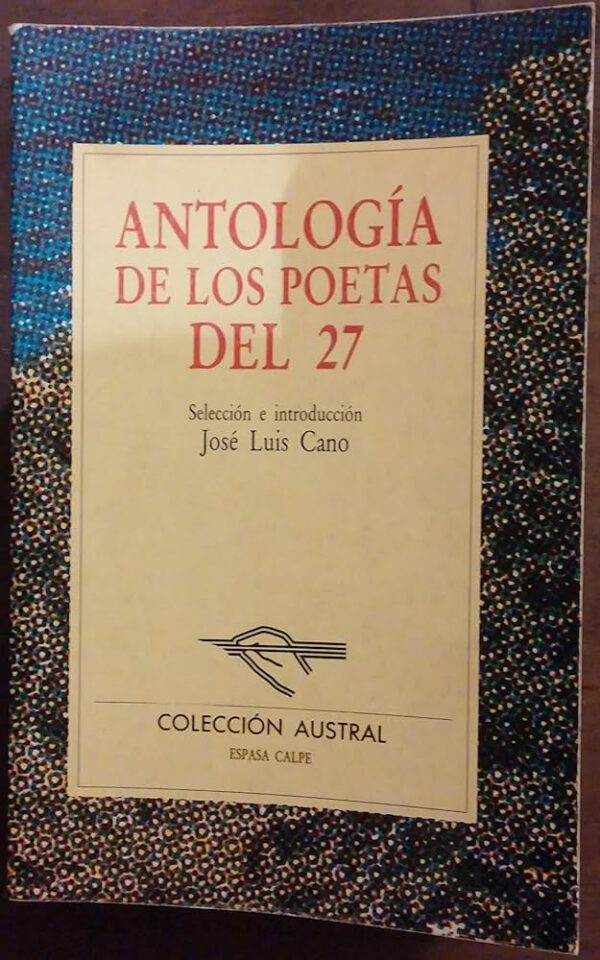 ANTOLOGÍA
DE LOS POETAS
DEL 27
Selección e introducción
José Luis Cano
COLECCIÓN AUSTRAL
ESPASA CALPE